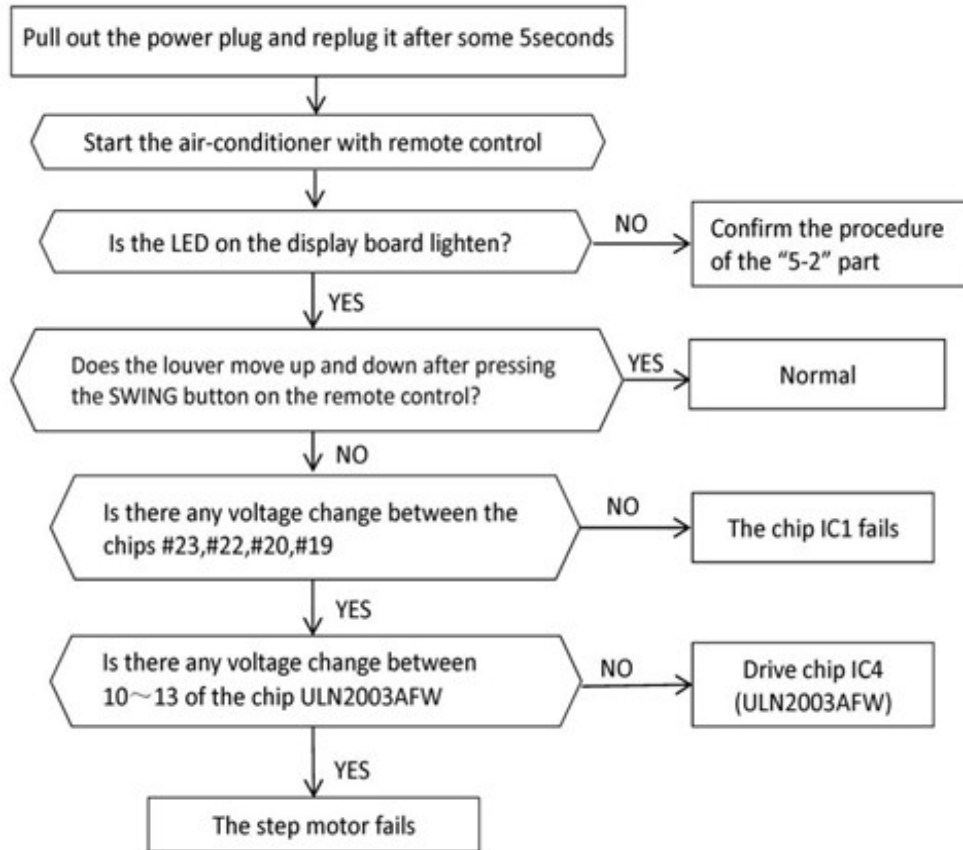 Pull out the power plug and replug it after some 5seconds
Start the air-conditioner with remote control
Is the LED on the display board lighten?
NO
Confirm the procedure
of the “5-2” part
YES
Does the louver move up and down after pressing
the SWING button on the remote control?
YES
Normal
NO
Is there any voltage change between the
chips #23,#22,#20,#19
NO
The chip IC1 fails
YES
Is there any voltage change between
10～13 of the chip ULN2003AFW
NO
Drive chip IC4
(ULN2003AFW)
YES
The step motor fails